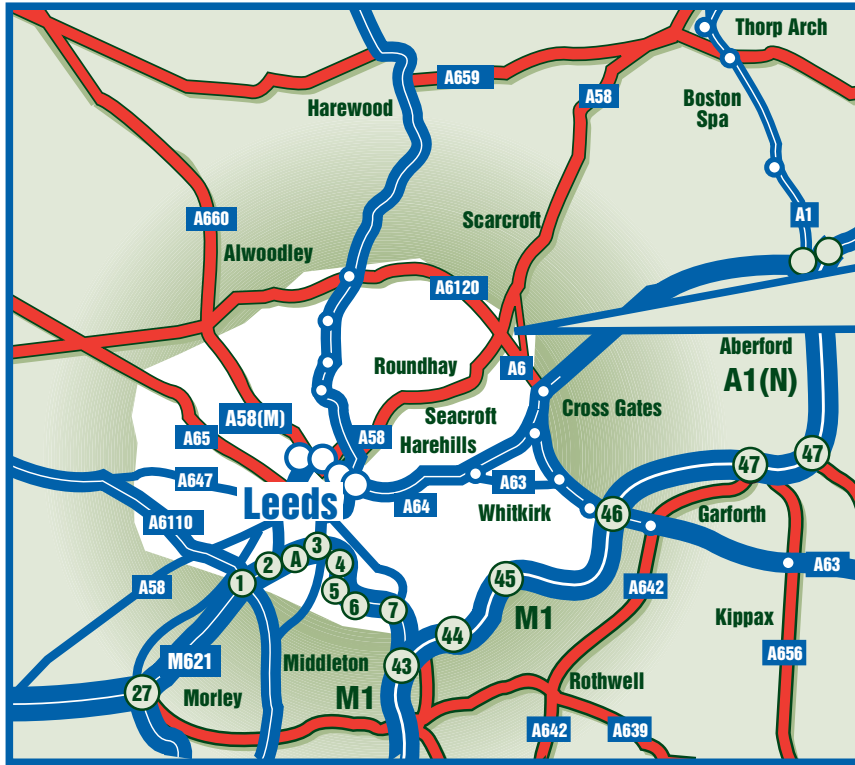 Thorp Arch
A659
A58
Boston
Spa
Harewood
A660
Scarcroft
A1
Alwoodley
A6120
Aberford
A1(N)
Roundhay
A6
A58(M)
Seacroft
Cross Gates
A65
A58
Harehills
47
47
A647
A63
Leeds
A64
Whitkirk
46
Garforth
A6110
3
A
2
4
A63
1
45
A58
5
A642
6
7
M1
Kippax
44
M621
Middleton
43
A656
27
Morley
M1
Rothwell
A642
A639